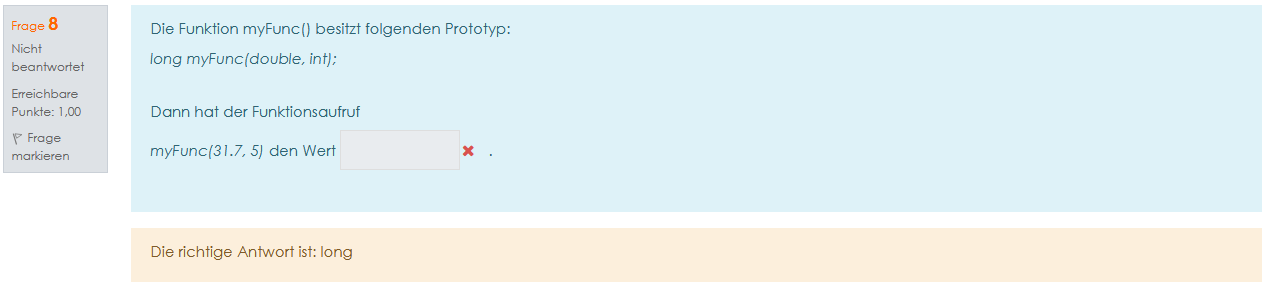 Frage 8
Nicht
beantwortet
Erreichbare
Punkte: 1,00
Frage
markieren
Die Funktion myFunc() besitzt folgenden Prototyp:
long myFunc(double, int);
Dann hat der Funktionsaufruf
myFunc(31.7, 5) den Wert .
Die richtige Antwort ist: long